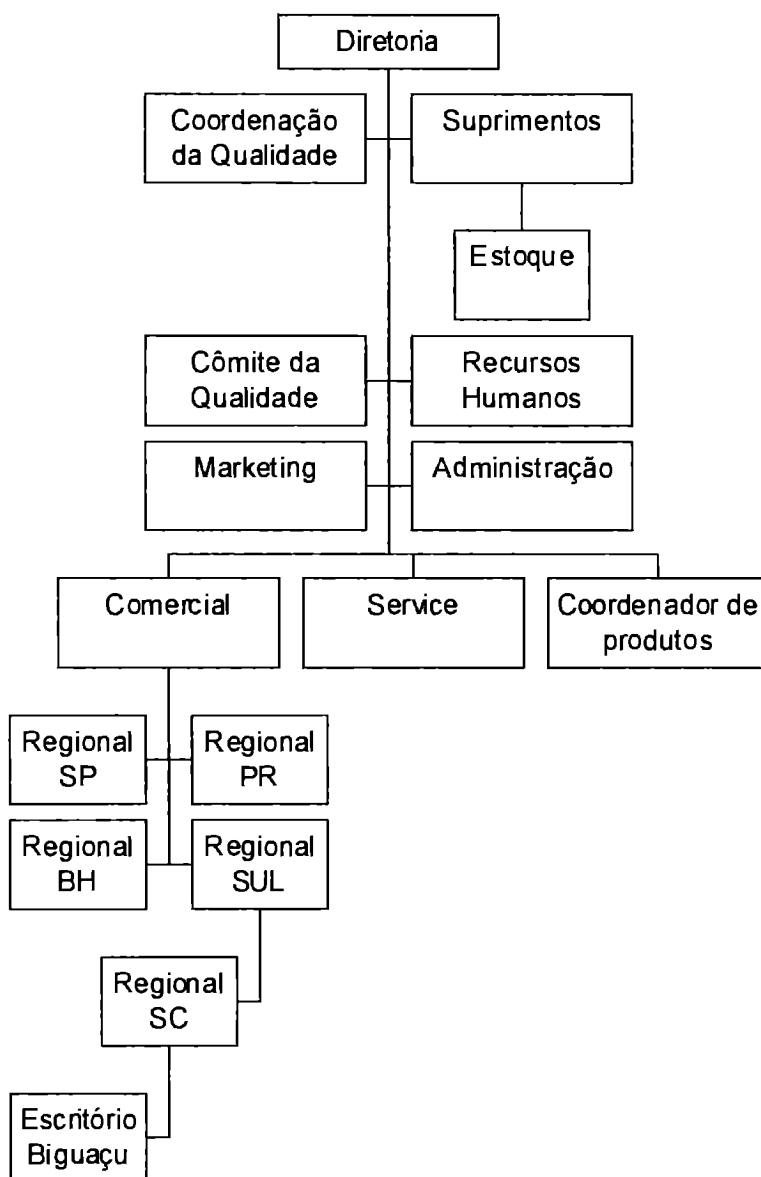 Diretoria
Coordenação
da Qualidade
Suprimentos
Estoque
Cômite da
Qualidade
Recursos
Humanos
Marketing
Administração
Comercial
Service
Coordenador de
produtos
Regional
SP
Regional
PR
Regional
BH
Regional
SUL
Regional
SC
Escritório
Biguaçu